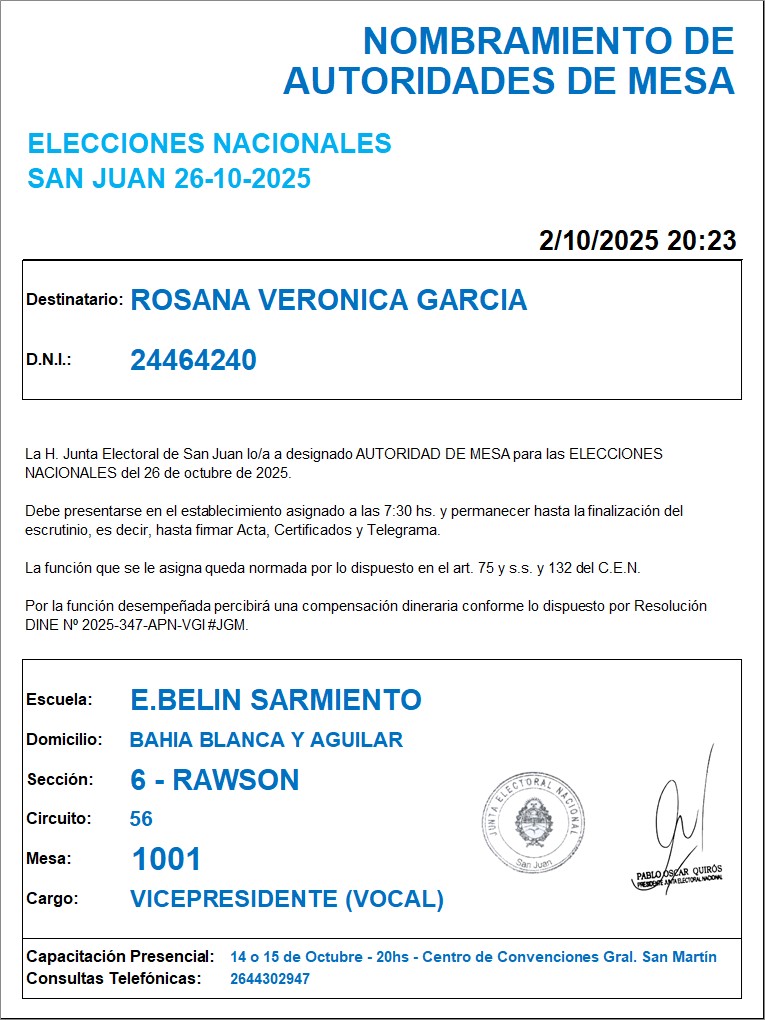 NOMBRAMIENTO DE
AUTORIDADES DE MESA
ELECCIONES NACIONALES
SAN JUAN 26-10-2025
2/10/2025 20:23
Destinatario: ROSANA VERONICA GARCIA
D.N.I.: 24464240
La H. Junta Electoral de San Juan lo/a a designado AUTORIDAD DE MESA para las ELECCIONES
NACIONALES del 26 de octubre de 2025.
Debe presentarse en el establecimiento asignado a las 7:30 hs. y permanecer hasta la finalización del
escrutinio, es decir, hasta firmar Acta, Certificados y Telegrama.
La función que se le asigna queda normada por lo dispuesto en el art. 75 y s.s. y 132 del C.E.N.
Por la función desempeñada percibirá una compensación dineraria conforme lo dispuesto por Resolución
DINE Nº 2025-347-APN-VGI#JGM.
Escuela: E.BELIN SARMIENTO
Domicilio: BAHIA BLANCA Y AGUILAR
Sección: 6 - RAWSON
Circuito: 56
Mesa: 1001
Cargo: VICEPRESIDENTE (VOCAL)
JUNTA ELECTORAL NACIONAL
San Juan
PABLO OSCAR QUIRÓS
PRESIDENTE JUNTA ELECTORAL NACIONAL
Capacitación Presencial: 14 o 15 de Octubre - 20hs - Centro de Convenciones Gral. San Martín
Consultas Telefónicas: 2644302947